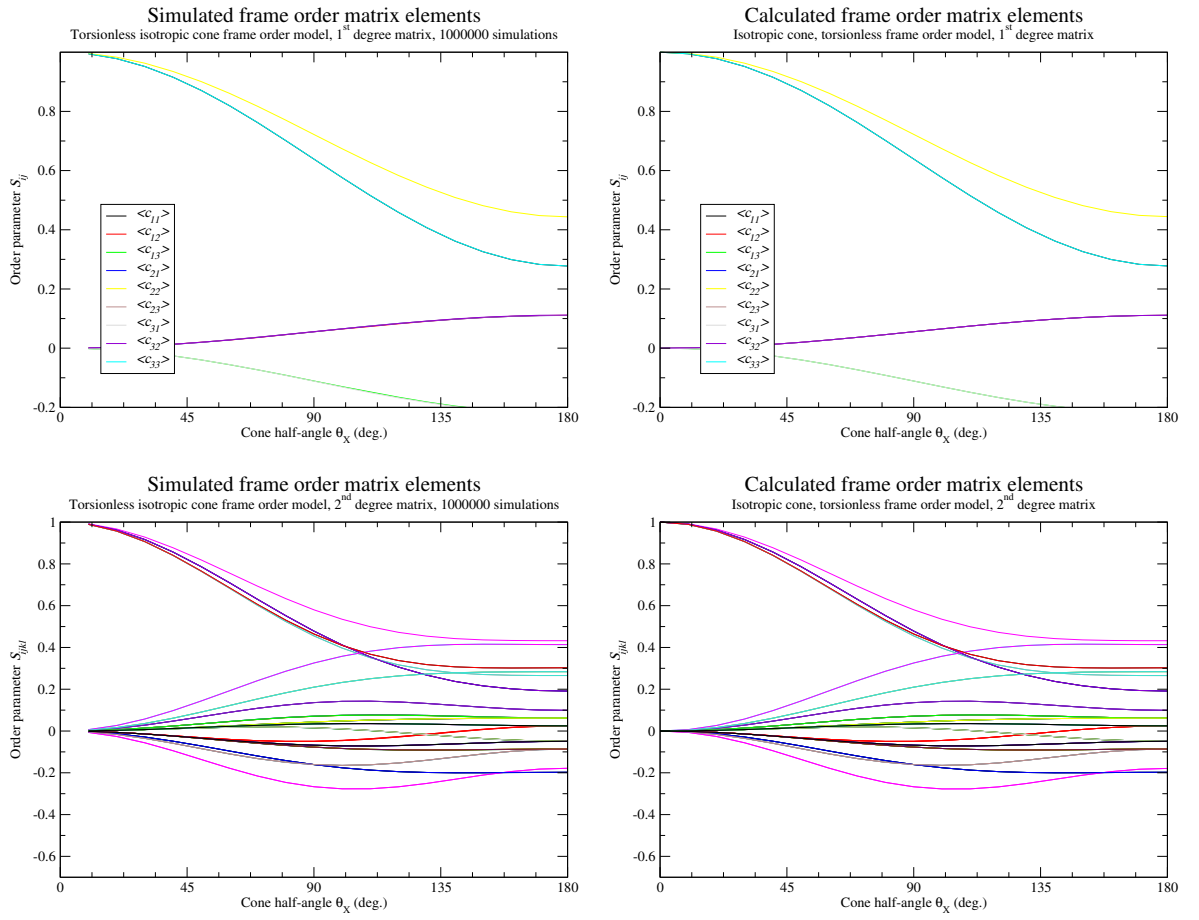 Simulated frame order matrix elements
Torsionless isotropic cone frame order model, 1st degree matrix, 1000000 simulations
Order parameter Sij
0.8
0.6
0.4
0.2
0
-0.2
<c11>
<c12>
<c13>
<c21>
<c22>
<c23>
<c31>
<c32>
<c33>
0 45 90 135 180
Cone half-angle θX (deg.)
Calculated frame order matrix elements
Isotropic cone, torsionless frame order model, 1st degree matrix
Order parameter Sij
0.8
0.6
0.4
0.2
0
-0.2
<c11>
<c12>
<c13>
<c21>
<c22>
<c23>
<c31>
<c32>
<c33>
0 45 90 135 180
Cone half-angle θX (deg.)
Simulated frame order matrix elements
Torsionless isotropic cone frame order model, 2nd degree matrix, 1000000 simulations
Order parameter Sijkl
1
0.8
0.6
0.4
0.2
0
-0.2
-0.4
-0.6
0 45 90 135 180
Cone half-angle θX (deg.)
Calculated frame order matrix elements
Isotropic cone, torsionless frame order model, 2nd degree matrix
Order parameter Sijkl
1
0.8
0.6
0.4
0.2
0
-0.2
-0.4
-0.6
0 45 90 135 180
Cone half-angle θX (deg.)